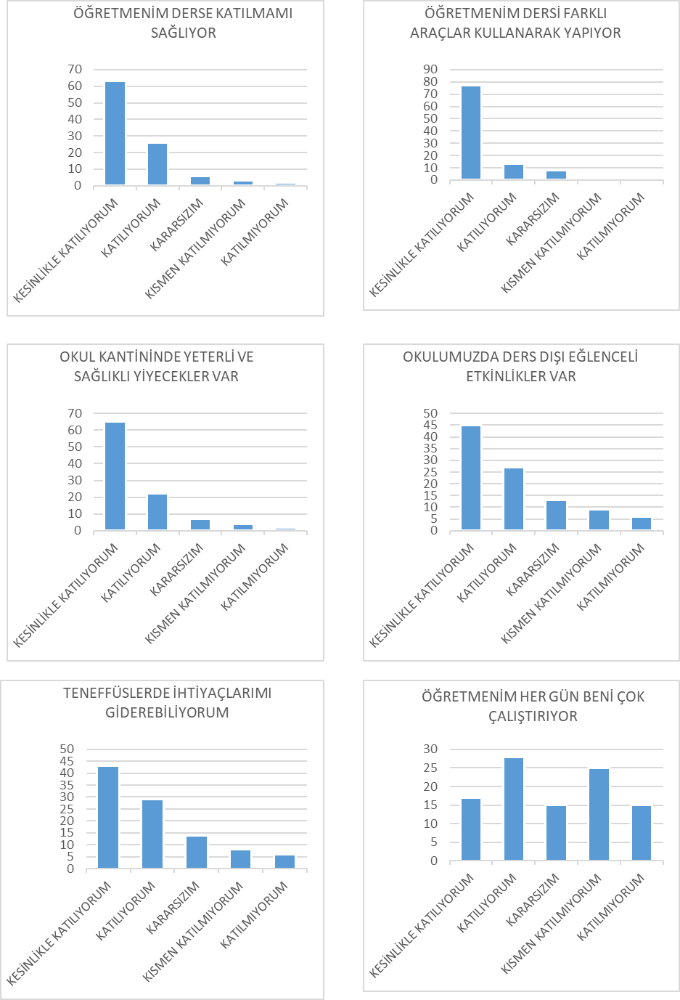 ÖĞRETMENİM DERSE KATILMAMI
SAĞLIYOR
70
60
50
40
30
20
10
0
KESİNLİKLE KATILIYORUM
KATILIYORUM
KARARSIZIM
KISMEN KATILMIYORUM
KATILMIYORUM
ÖĞRETMENİM DERSİ FARKLI
ARAÇLAR KULLANARAK YAPIYOR
90
80
70
60
50
40
30
20
10
0
KESİNLİKLE KATILIYORUM
KATILIYORUM
KARARSIZIM
KISMEN KATILMIYORUM
KATILMIYORUM
OKUL KANTİNİNDE YETERLİ VE
SAĞLIKLI YİYECEKLER VAR
70
60
50
40
30
20
10
0
KESİNLİKLE KATILIYORUM
KATILIYORUM
KARARSIZIM
KISMEN KATILMIYORUM
KATILMIYORUM
OKULUMUZDA DERS DIŞI EĞLENCELİ
ETKİNLİKLER VAR
50
45
40
35
30
25
20
15
10
5
0
KESİNLİKLE KATILIYORUM
KATILIYORUM
KARARSIZIM
KISMEN KATILMIYORUM
KATILMIYORUM
TENEFFÜSLERDE İHTİYAÇLARIMI
GİDEREBİLİYORUM
50
45
40
35
30
25
20
15
10
5
0
KESİNLİKLE KATILIYORUM
KATILIYORUM
KARARSIZIM
KISMEN KATILMIYORUM
KATILMIYORUM
ÖĞRETMENİM HER GÜN BENİ ÇOK
ÇALIŞTIRIYOR
30
25
20
15
10
5
0
KESİNLİKLE KATILIYORUM
KATILIYORUM
KARARSIZIM
KISMEN KATILMIYORUM
KATILMIYORUM